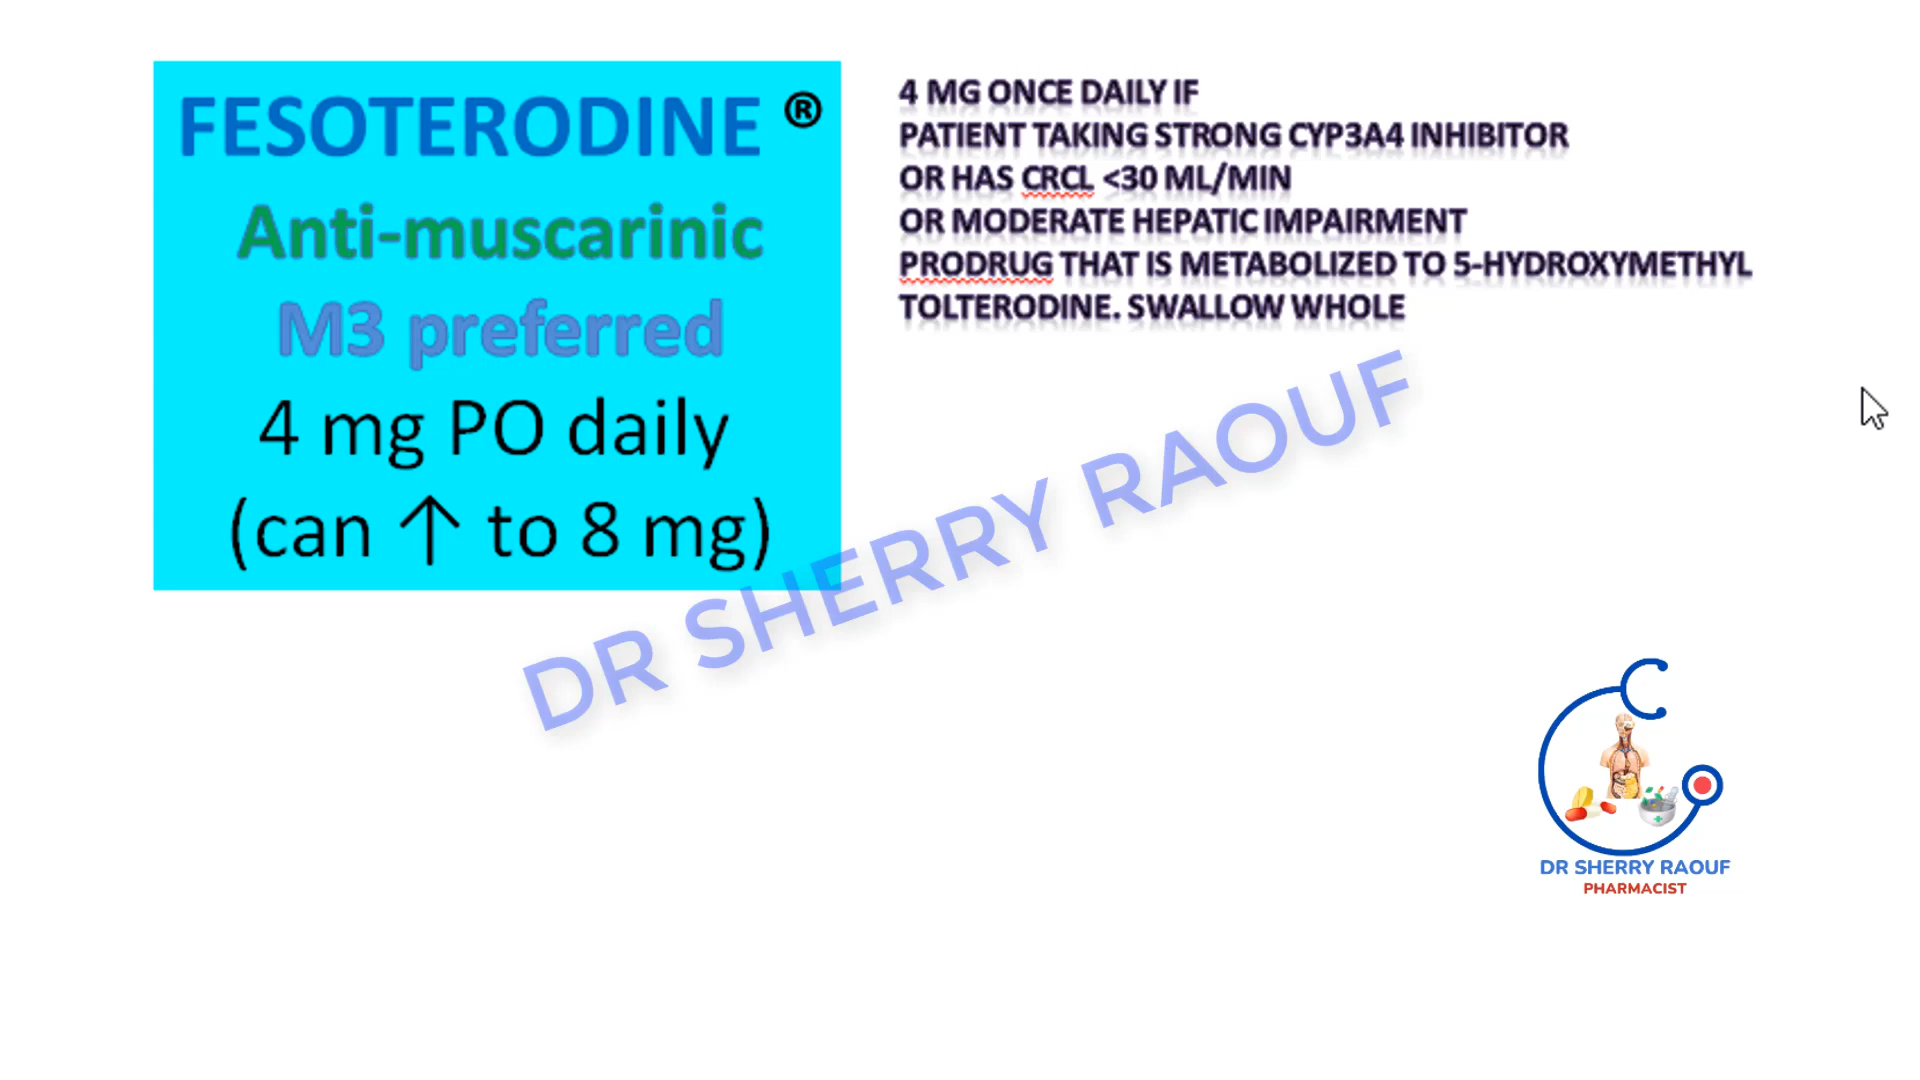 FESOTERODINE ®
Anti-muscarinic
M3 preferred
4 mg PO daily
(can ↑ to 8 mg)
4 MG ONCE DAILY IF
PATIENT TAKING STRONG CYP3A4 INHIBITOR
OR HAS CRCL <30 ML/MIN
OR MODERATE HEPATIC IMPAIRMENT
PRODRUG THAT IS METABOLIZED TO 5-HYDROXYMETHYL
TOLTERODINE. SWALLOW WHOLE
DR SHERRY RAOUF
DR SHERRY RAOUF
PHARMACIST